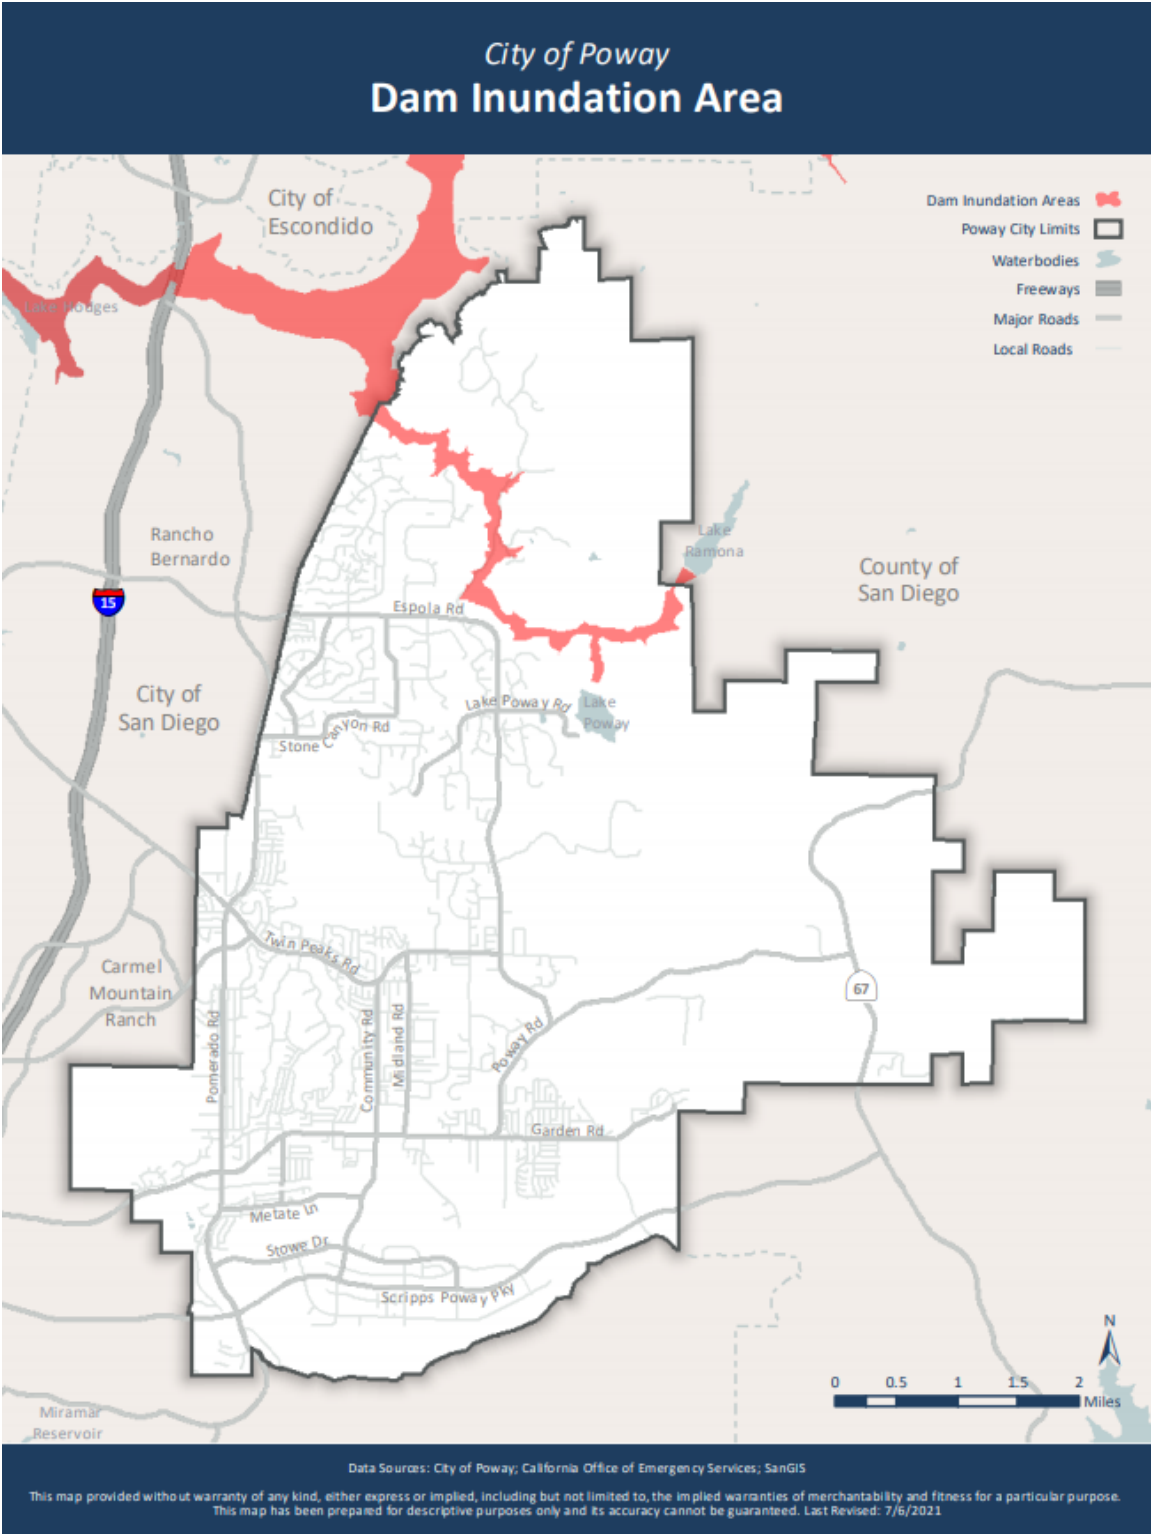 City of Poway
Dam Inundation Area
City of
Escondido
Dam Inundation Areas
Poway City Limits
Waterbodies
Freeways
Major Roads
Local Roads
Lake Hodges
Rancho
Bernardo
Lake
Ramona
County of
San Diego
15
Espola Rd
City of
San Diego
Lake Poway Rd
Lake
Poway
Stone Canyon Rd
Twin Peaks Rd
Carmel
Mountain
Ranch
67
Pomerado Rd
Community Rd
Midland Rd
Poway Rd
Garden Rd
Metate Ln
Stowe Dr
Scripps Poway Pky
N
0 0.5 1 1.5 2
Miles
Miramar
Reservoir
Data Sources: City of Poway; California Office of Emergency Services; SanGIS
This map provided without warranty of any kind, either express or implied, including but not limited to, the implied warranties of merchantability and fitness for a particular purpose.
This map has been prepared for descriptive purposes only and its accuracy cannot be guaranteed. Last Revised: 7/6/2021